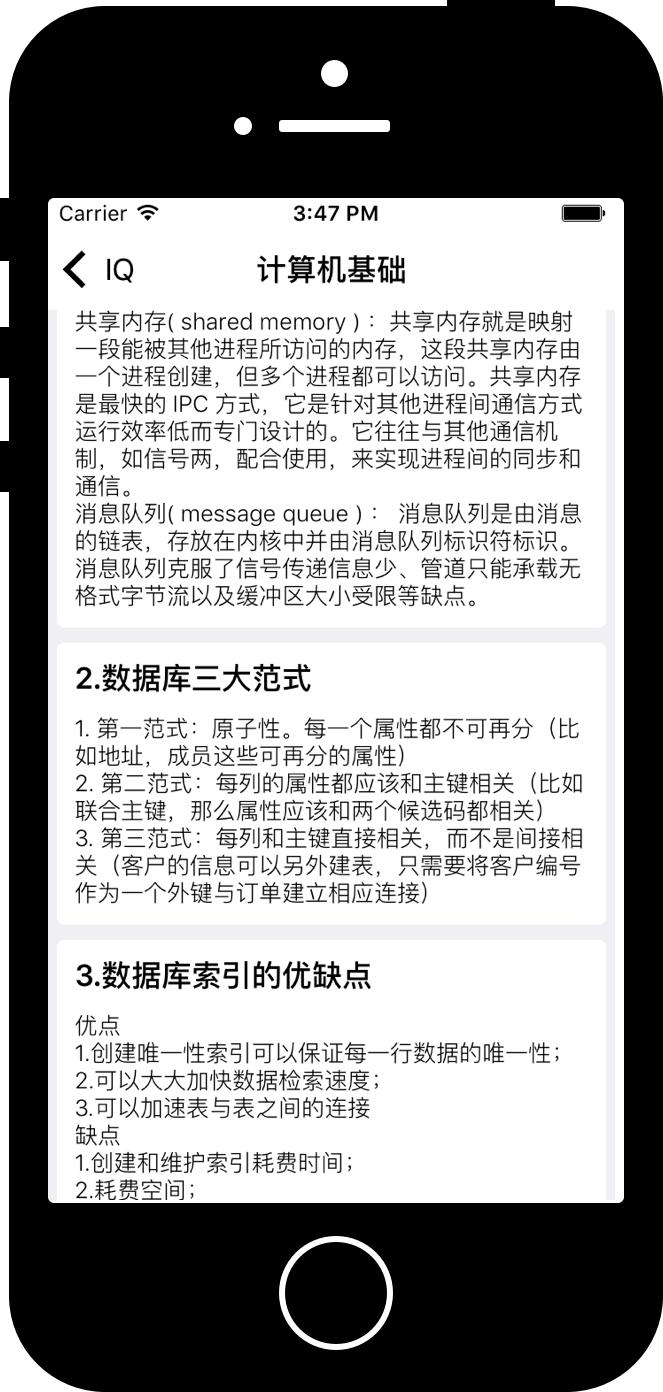 Carrier 3:47 PM
IQ 计算机基础
共享内存( shared memory ) ：共享内存就是映射
一段能被其他进程所访问的内存，这段共享内存由
一个进程创建，但多个进程都可以访问。共享内存
是最快的 IPC 方式，它是针对其他进程间通信方式
运行效率低而专门设计的。它往往与其他通信机
制，如信号两，配合使用，来实现进程间的同步和
通信。
消息队列( message queue ) ： 消息队列是由消息
的链表，存放在内核中并由消息队列标识符标识。
消息队列克服了信号传递信息少、管道只能承载无
格式字节流以及缓冲区大小受限等缺点。
2.数据库三大范式
1. 第一范式：原子性。每一个属性都不可再分（比
如地址，成员这些可再分的属性）
2. 第二范式：每列的属性都应该和主键相关（比如
联合主键，那么属性应该和两个候选码都相关）
3. 第三范式：每列和主键直接相关，而不是间接相
关（客户的信息可以另外建表，只需要将客户编号
作为一个外键与订单建立相应连接）
3.数据库索引的优缺点
优点
1.创建唯一性索引可以保证每一行数据的唯一性；
2.可以大大加快数据检索速度；
3.可以加速表与表之间的连接
缺点
1.创建和维护索引耗费时间；
2.耗费空间；